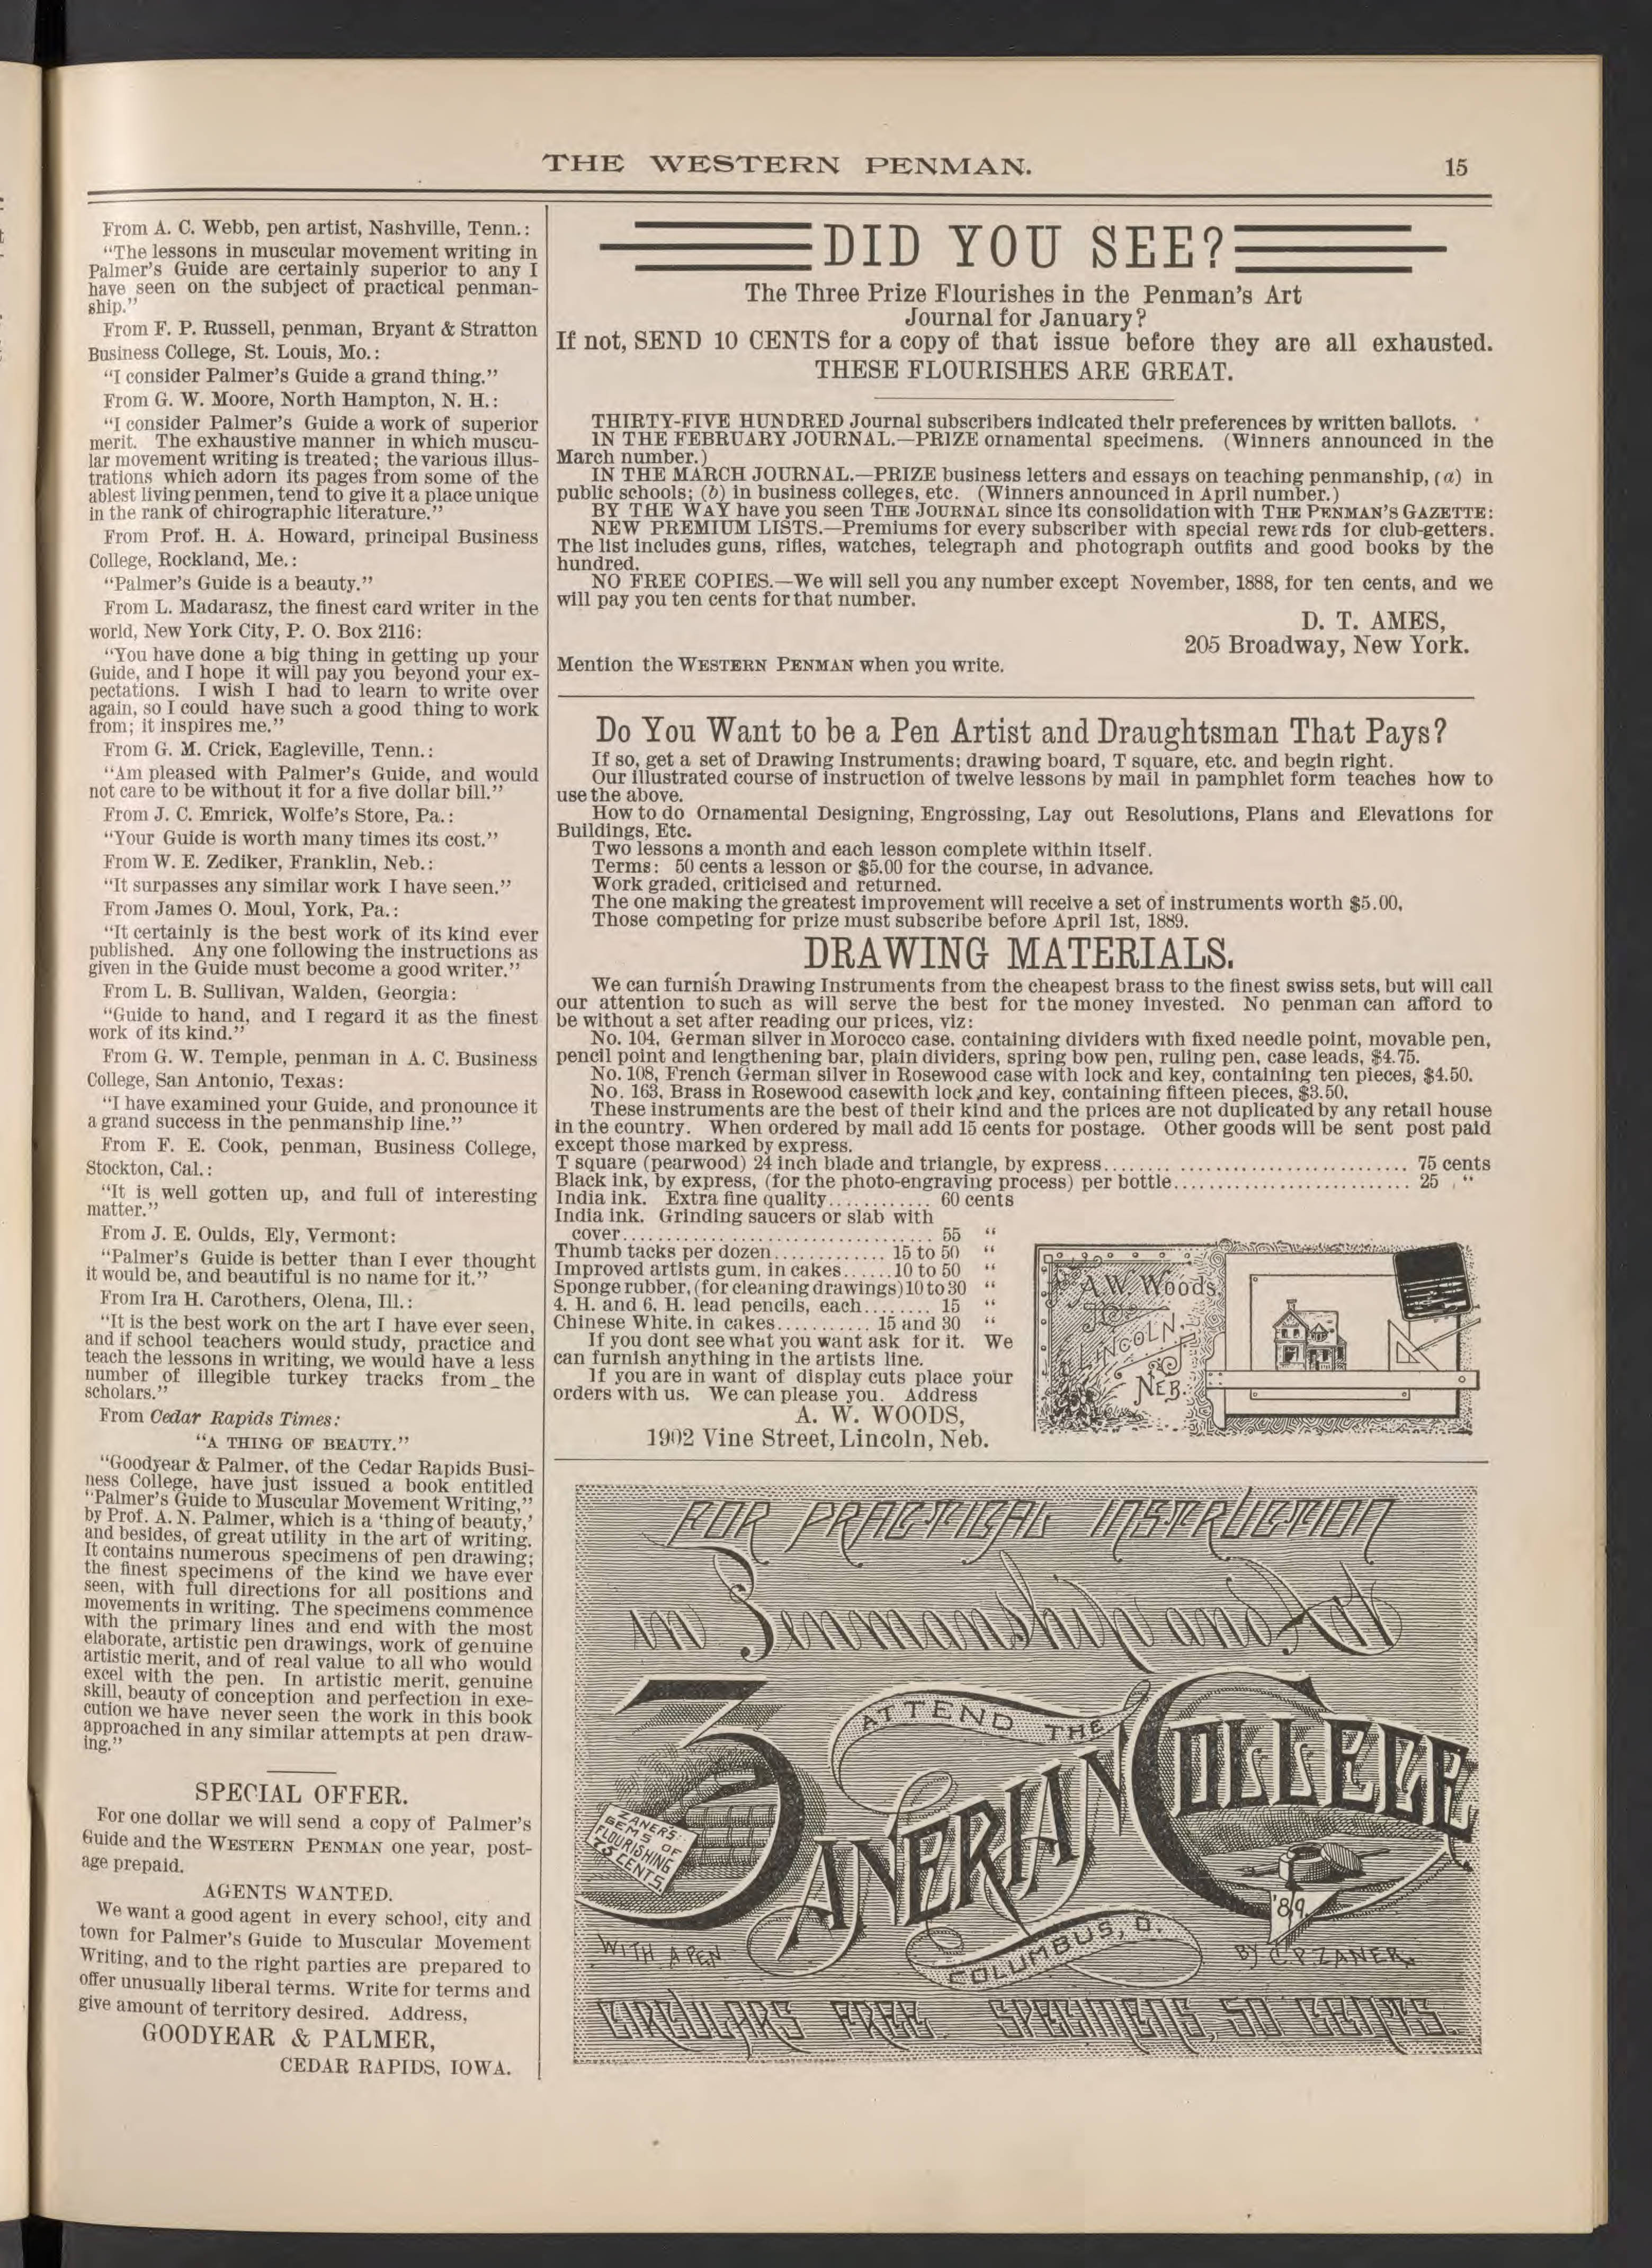 THE WESTERN PENMAN.
15
From A. C. Webb, pen artist, Nashville, Tenn.:
"The lessons in muscular movement writing in
Palmer's Guide are certainly superior to any I
have seen on the subject of practical penman-
ship."
From F. P. Russell, penman, Bryant & Stratton
Business College, St. Louis, Mo.:
"I consider Palmer's Guide a grand thing."
From G. W. Moore, North Hampton, N. H.:
"I consider Palmer's Guide a work of superior
merit. The exhaustive manner in which muscu-
lar movement writing is treated; the various illus-
trations which adorn its pages from some of the
ablest living penmen, tend to give it a place unique
in the rank of chirographic literature."
From Prof. H. A. Howard, principal Business
College, Rockland, Me.:
"Palmer's Guide is a beauty."
From L. Madarasz, the finest card writer in the
world, New York City, P. O. Box 2116:
"You have done a big thing in getting up your
Guide, and I hope it will pay you beyond your ex-
pectations. I wish I had to learn to write over
again, so I could have such a good thing to work
from; it inspires me."
From G. M. Crick, Eagleville, Tenn.:
"Am pleased with Palmer's Guide, and would
not care to be without it for a five dollar bill."
From J. C. Emrick, Wolfe's Store, Pa.:
"Your Guide is worth many times its cost."
From W. E. Zediker, Franklin, Neb.:
"It surpasses any similar work I have seen."
From James O. Moul, York, Pa.:
"It certainly is the best work of its kind ever
published. Any one following the instructions as
given in the Guide must become a good writer."
From L. B. Sullivan, Walden, Georgia:
"Guide to hand, and I regard it as the finest
work of its kind."
From G. W. Temple, penman in A. C. Business
College, San Antonio, Texas:
"I have examined your Guide, and pronounce it
a grand success in the penmanship line."
From F. E. Cook, penman, Business College,
Stockton, Cal.:
"It is well gotten up, and full of interesting
matter."
From J. E. Oulds, Ely, Vermont:
"Palmer's Guide is better than I ever thought
it would be, and beautiful is no name for it."
From Ira H. Carothers, Olena, Ill.:
"It is the best work on the art I have ever seen,
and if school teachers would study, practice and
teach the lessons in writing, we would have a less
number of illegible turkey tracks from the
scholars."
From Cedar Rapids Times:
"A THING OF BEAUTY."
"Goodyear & Palmer, of the Cedar Rapids Busi-
ness College, have just issued a book entitled
"Palmer's Guide to Muscular Movement Writing,"
by Prof. A. N. Palmer, which is a 'thing of beauty,'
and besides, of great utility in the art of writing.
It contains numerous specimens of pen drawing;
the finest specimens of the kind we have ever
seen, with full directions for all positions and
movements in writing. The specimens commence
with the primary lines and end with the most
elaborate, artistic pen drawings, work of genuine
artistic merit, and of real value to all who would
excel with the pen. In artistic merit, genuine
skill, beauty of conception and perfection in exe-
cution we have never seen the work in this book
approached in any similar attempts at pen draw-
ing."
SPECIAL OFFER.
For one dollar we will send a copy of Palmer's
Guide and the WESTERN PENMAN one year, post-
age prepaid.
AGENTS WANTED.
We want a good agent in every school, city and
town for Palmer's Guide to Muscular Movement
Writing, and to the right parties are prepared to
offer unusually liberal terms. Write for terms and
give amount of territory desired. Address,
GOODYEAR & PALMER,
CEDAR RAPIDS, IOWA.
DID YOU SEE?
The Three Prize Flourishes in the Penman's Art
Journal for January?
If not, SEND 10 CENTS for a copy of that issue before they are all exhausted.
THESE FLOURISHES ARE GREAT.
THIRTY-FIVE HUNDRED Journal subscribers indicated their preferences by written ballots.
IN THE FEBRUARY JOURNAL.—PRIZE ornamental specimens. (Winners announced in the
March number.)
IN THE MARCH JOURNAL.—PRIZE business letters and essays on teaching penmanship, (a) in
public schools; (b) in business colleges, etc. (Winners announced in April number.)
BY THE WAY have you seen THE JOURNAL since its consolidation with THE PENMAN'S GAZETTE:
NEW PREMIUM LISTS.—Premiums for every subscriber with special rewards for club-getters.
The list includes guns, rifles, watches, telegraph and photograph outfits and good books by the
hundred.
NO FREE COPIES.—We will sell you any number except November, 1888, for ten cents, and we
will pay you ten cents for that number.
D. T. AMES,
205 Broadway, New York.
Mention the WESTERN PENMAN when you write.
Do You Want to be a Pen Artist and Draughtsman That Pays?
If so, get a set of Drawing Instruments; drawing board, T square, etc. and begin right.
Our illustrated course of instruction of twelve lessons by mail in pamphlet form teaches how to
use the above.
How to do Ornamental Designing, Engrossing, Lay out Resolutions, Plans and Elevations for
Buildings, Etc.
Two lessons a month and each lesson complete within itself.
Terms: 50 cents a lesson or $5.00 for the course, in advance.
Work graded, criticised and returned.
The one making the greatest improvement will receive a set of instruments worth $5.00,
Those competing for prize must subscribe before April 1st, 1889.
DRAWING MATERIALS.
We can furnish Drawing Instruments from the cheapest brass to the finest swiss sets, but will call
our attention to such as will serve the best for the money invested. No penman can afford to
be without a set after reading our prices, viz:
No. 104, German silver in Morocco case, containing dividers with fixed needle point, movable pen,
pencil point and lengthening bar, plain dividers, spring bow pen, ruling pen, case leads, $4.75.
No. 108, French German silver in Rosewood case with lock and key, containing ten pieces, $4.50.
No. 163, Brass in Rosewood casewith lock and key, containing fifteen pieces, $3.50.
These instruments are the best of their kind and the prices are not duplicated by any retail house
in the country. When ordered by mail add 15 cents for postage. Other goods will be sent post paid
except those marked by express.
T square (pearwood) 24 inch blade and triangle, by express.................................... 75 cents
Black ink, by express, (for the photo-engraving process) per bottle........................... 25 "
India ink. Extra fine quality............ 60 cents
India ink. Grinding saucers or slab with
cover.................................... 55 "
Thumb tacks per dozen............. 15 to 50 "
Improved artists gum, in cakes......10 to 50 "
Sponge rubber, (for cleaning drawings) 10 to 30 "
4. H. and 6. H. lead pencils, each........ 15 "
Chinese White, in cakes........... 15 and 30 "
If you dont see what you want ask for it. We
can furnish anything in the artists line.
If you are in want of display cuts place your
orders with us. We can please you. Address
A. W. WOODS,
1902 Vine Street, Lincoln, Neb.
A. W. Woods,
LINCOLN,
NEB.
FOR PRACTICAL INSTRUCTION
in Penmanship and Art
ATTEND THE
ZANERIAN COLLEGE
ZANER'S
GEMS OF
FLOURISHING
75 CENTS.
'89.
COLUMBUS, O.
WITH A PEN
BY C. P. ZANER.
CIRCULARS FREE. SPECIMENS, 50 CENTS.